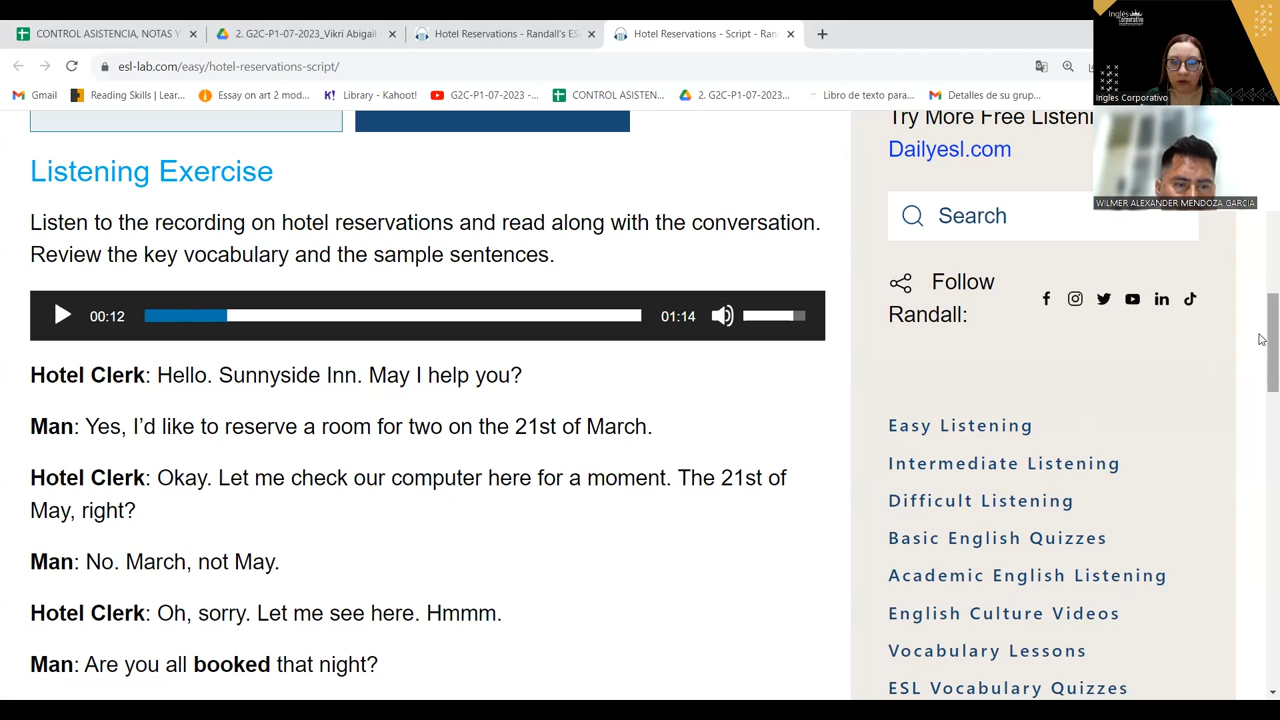 CONTROL ASISTENCIA, NOTAS Y
2. G2C-P1-07-2023_Vikri Abigail
Hotel Reservations - Randall's ES
Hotel Reservations - Script - Ran
esl-lab.com/easy/hotel-reservations-script/
Gmail
Reading Skills | Lear...
Essay on art 2 mod...
Library - Kahoot!
G2C-P1-07-2023 -...
CONTROL ASISTEN...
2. G2C-P1-07-2023...
Libro de texto para...
Detalles de su grup...
Inglés
Corporativo
Ingles Corporativo
WILMER ALEXANDER MENDOZA GARCIA
Listening Exercise
Listen to the recording on hotel reservations and read along with the conversation.
Review the key vocabulary and the sample sentences.
00:12
01:14
Hotel Clerk: Hello. Sunnyside Inn. May I help you?
Man: Yes, I’d like to reserve a room for two on the 21st of March.
Hotel Clerk: Okay. Let me check our computer here for a moment. The 21st of
May, right?
Man: No. March, not May.
Hotel Clerk: Oh, sorry. Let me see here. Hmmm.
Man: Are you all booked that night?
Try More Free Listeni
Dailyesl.com
Search
Follow
Randall:
Easy Listening
Intermediate Listening
Difficult Listening
Basic English Quizzes
Academic English Listening
English Culture Videos
Vocabulary Lessons
ESL Vocabulary Quizzes